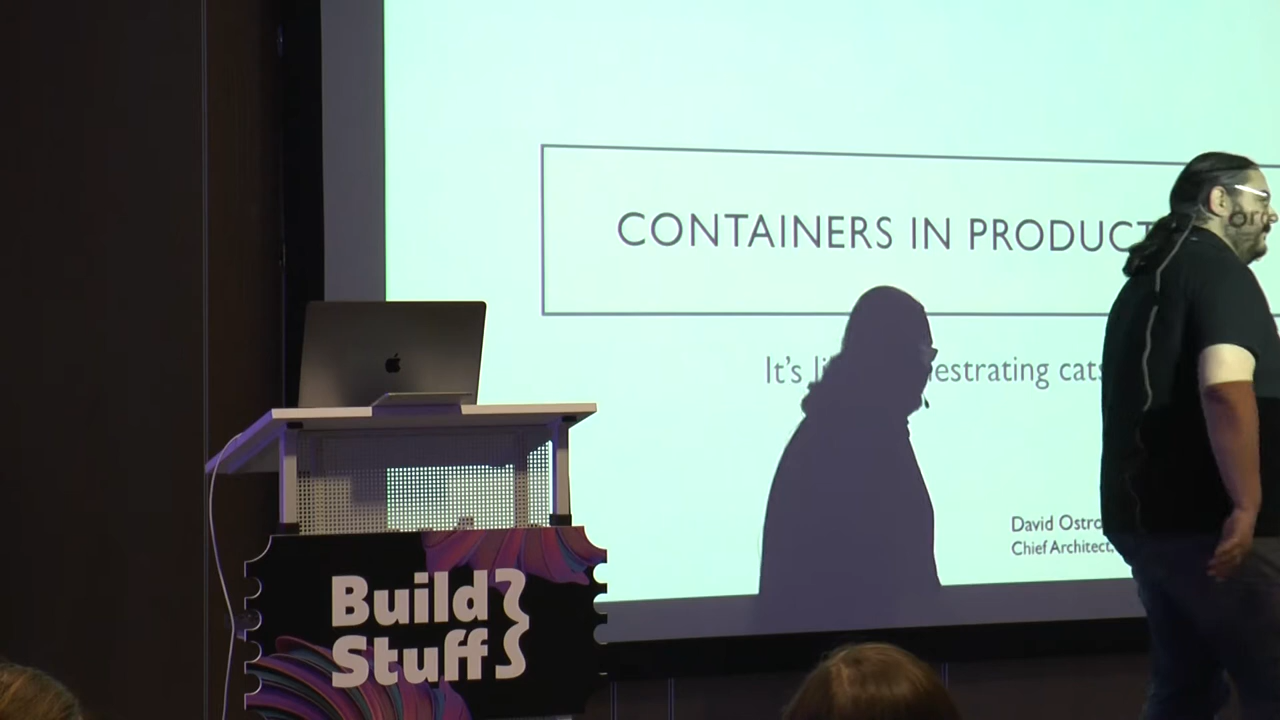 CONTAINERS IN PRODUCT
It's li estrating cats
David Ostro
Chief Architect,
Build
Stuff